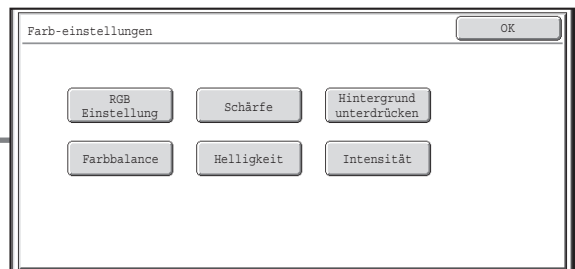 Farb-einstellungen
OK
RGB
Einstellung
Schärfe
Hintergrund
unterdrücken
Farbbalance
Helligkeit
Intensität